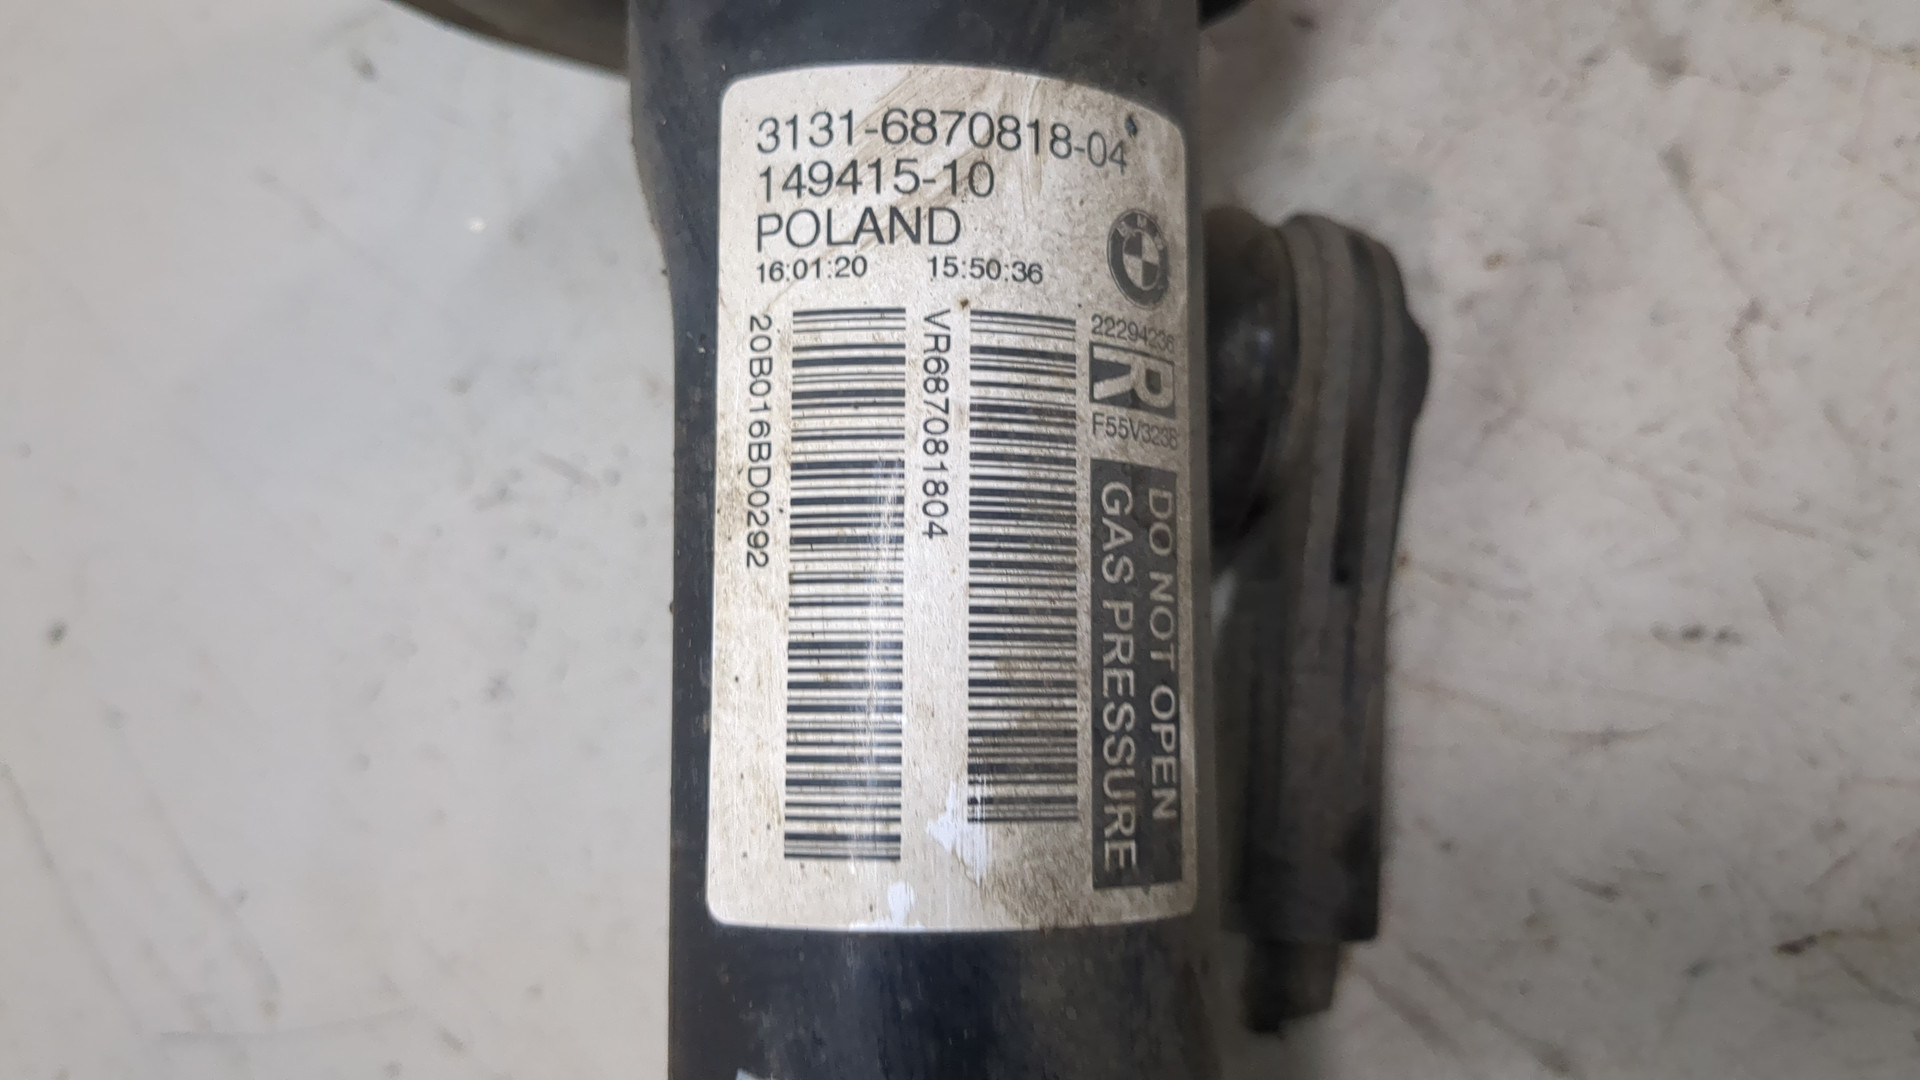 3131-6870818-04
149415-10
POLAND
16:01:20 15:50:36
20B016BD0292
VR687081804
22294236
R
F55V3236
DO NOT OPEN
GAS PRESSURE